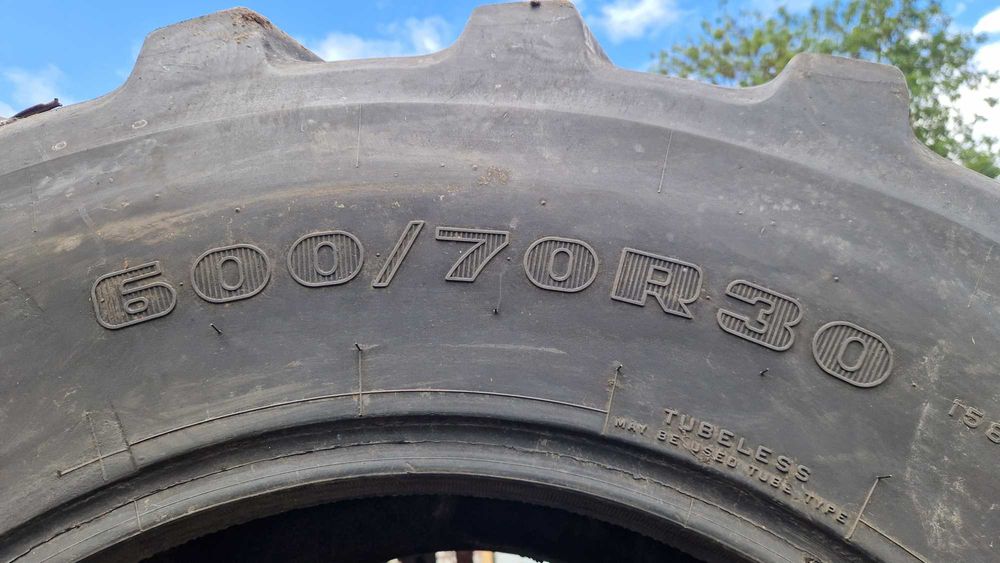 600/70R30
TUBELESS
MAY BE USED TUBE TYPE